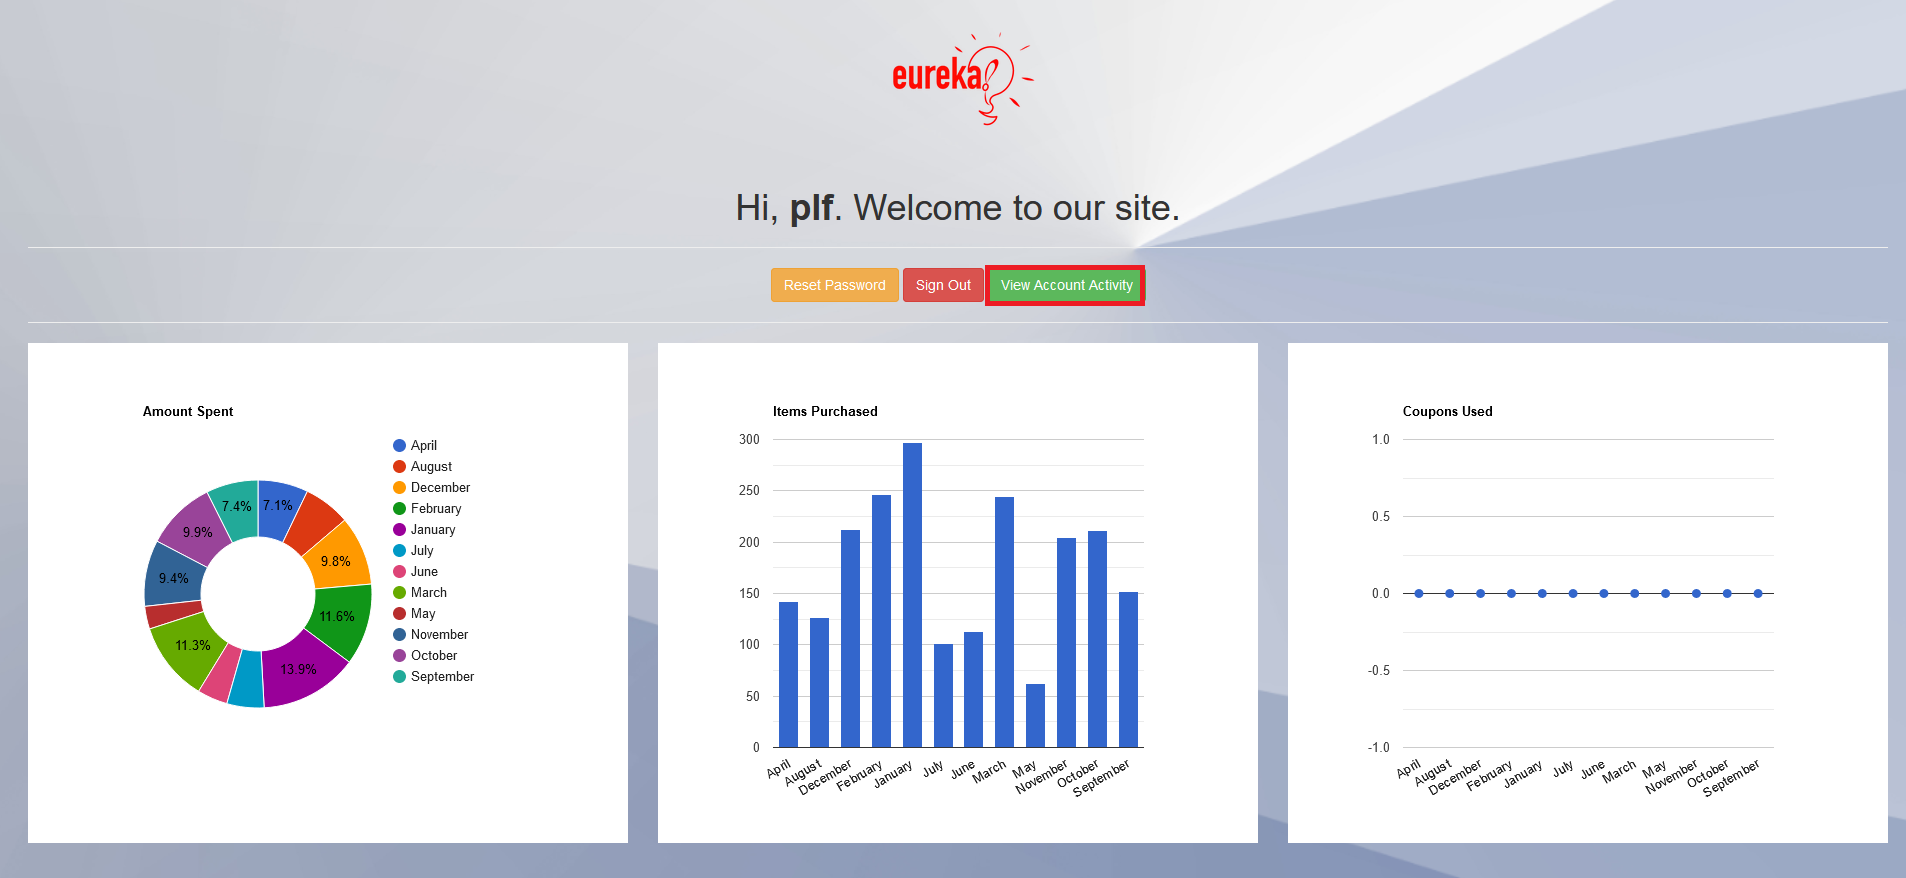 eureka!
Hi, plf. Welcome to our site.
Reset Password
Sign Out
View Account Activity
Amount Spent
April
August
December
February
January
July
June
March
May
November
October
September
7.1%
9.8%
11.6%
13.9%
11.3%
9.4%
9.9%
7.4%
Items Purchased
300
250
200
150
100
50
0
April
August
December
February
January
July
June
March
May
November
October
September
Coupons Used
1.0
0.5
0.0
-0.5
-1.0
April
August
December
February
January
July
June
March
May
November
October
September